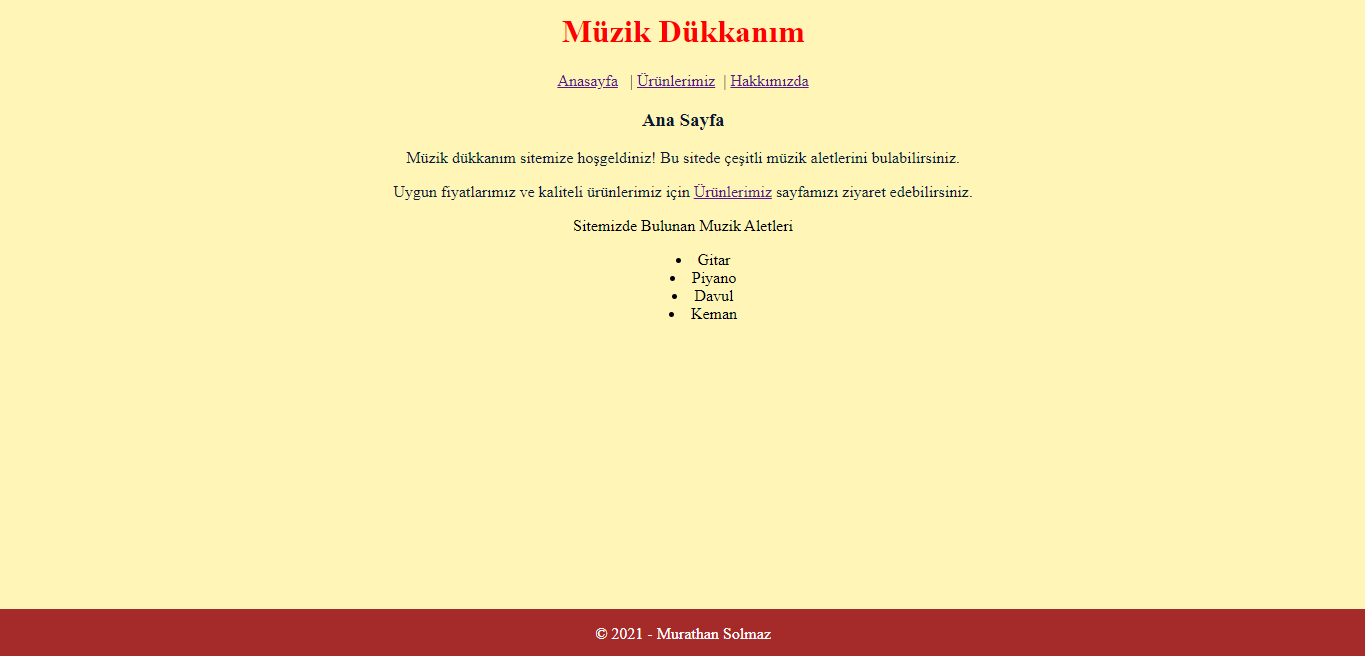 Müzik Dükkanım
Anasayfa | Ürünlerimiz | Hakkımızda
Ana Sayfa
Müzik dükkanım sitemize hoşgeldiniz! Bu sitede çeşitli müzik aletlerini bulabilirsiniz.
Uygun fiyatlarımız ve kaliteli ürünlerimiz için Ürünlerimiz sayfamızı ziyaret edebilirsiniz.
Sitemizde Bulunan Muzik Aletleri
• Gitar
• Piyano
• Davul
• Keman
© 2021 - Murathan Solmaz